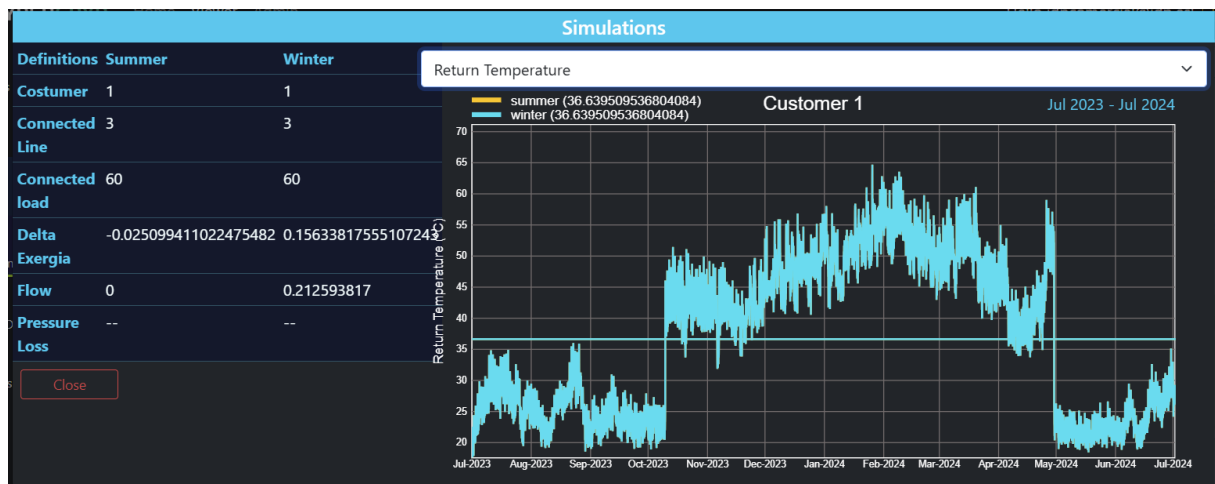 Simulations
Definitions Summer Winter
Costumer 1 1
Connected Line 3 3
Connected load 60 60
Delta Exergia -0.025099411022475482 0.15633817555107243
Flow 0 0.212593817
Pressure Loss -- --
Close
Return Temperature
summer (36.639509536804084)
winter (36.639509536804084)
Customer 1
Jul 2023 - Jul 2024
Return Temperature (°C)
70
65
60
55
50
45
40
35
30
25
20
Jul-2023 Aug-2023 Sep-2023 Oct-2023 Nov-2023 Dec-2023 Jan-2024 Feb-2024 Mar-2024 Apr-2024 May-2024 Jun-2024 Jul-2024